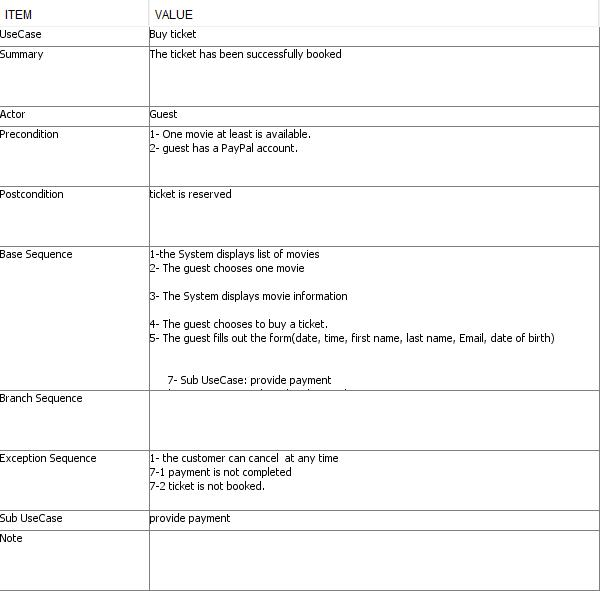 ITEM VALUE
UseCase Buy ticket
Summary The ticket has been successfully booked
Actor Guest
Precondition 1- One movie at least is available.
2- guest has a PayPal account.
Postcondition ticket is reserved
Base Sequence 1-the System displays list of movies
2- The guest chooses one movie
3- The System displays movie information
4- The guest chooses to buy a ticket.
5- The guest fills out the form(date, time, first name, last name, Email, date of birth)
7- Sub UseCase: provide payment
Branch Sequence
Exception Sequence 1- the customer can cancel  at any time
7-1 payment is not completed
7-2 ticket is not booked.
Sub UseCase provide payment
Note